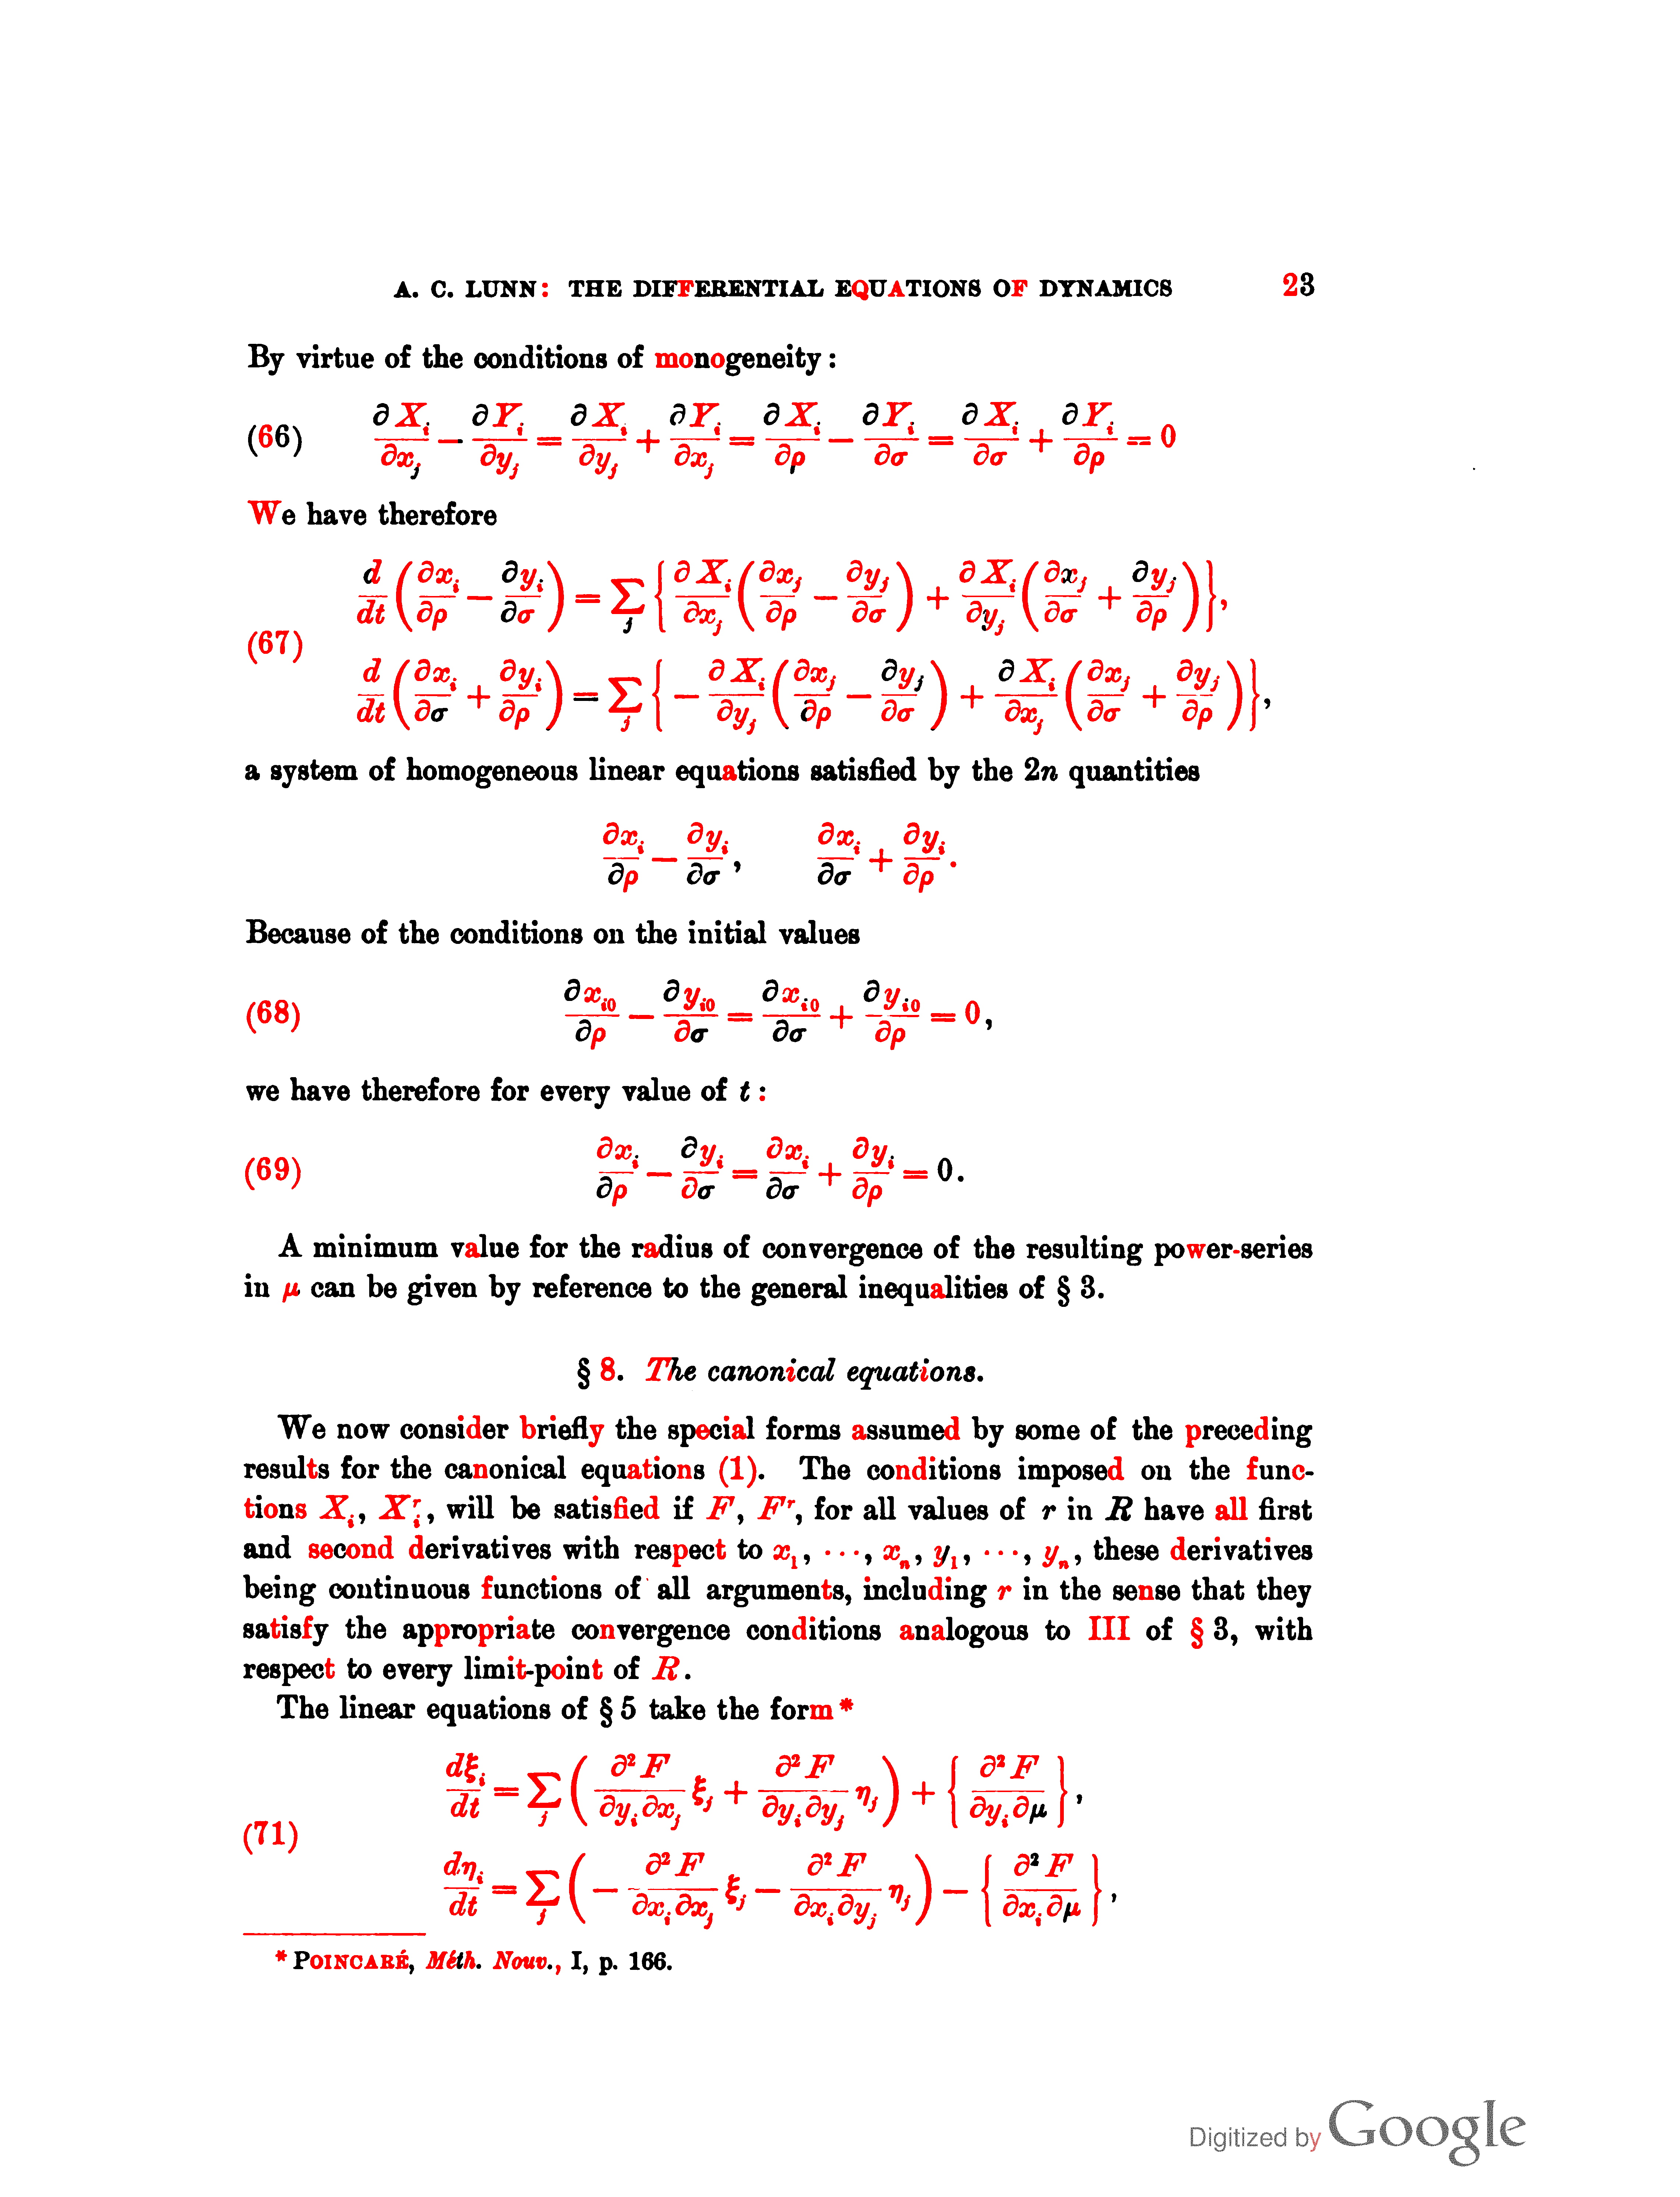 A. C. LUNN: THE DIFFERENTIAL EQUATIONS OF DYNAMICS 23
By virtue of the conditions of monogeneity:
(66) $\frac{\partial X_i}{\partial x_j} - \frac{\partial Y_i}{\partial y_j} = \frac{\partial X_i}{\partial y_j} + \frac{\partial Y_i}{\partial x_j} = \frac{\partial X_i}{\partial \rho} - \frac{\partial Y_i}{\partial \sigma} = \frac{\partial X_i}{\partial \sigma} + \frac{\partial Y_i}{\partial \rho} = 0$
We have therefore
$\frac{d}{dt}\left(\frac{\partial x_i}{\partial \rho} - \frac{\partial y_i}{\partial \sigma}\right) = \sum_j \left\{\frac{\partial X_i}{\partial x_j}\left(\frac{\partial x_j}{\partial \rho} - \frac{\partial y_j}{\partial \sigma}\right) + \frac{\partial X_i}{\partial y_j}\left(\frac{\partial x_j}{\partial \sigma} + \frac{\partial y_j}{\partial \rho}\right)\right\},$
(67)
$\frac{d}{dt}\left(\frac{\partial x_i}{\partial \sigma} + \frac{\partial y_i}{\partial \rho}\right) = \sum_j \left\{-\frac{\partial X_i}{\partial y_j}\left(\frac{\partial x_j}{\partial \rho} - \frac{\partial y_j}{\partial \sigma}\right) + \frac{\partial X_i}{\partial x_j}\left(\frac{\partial x_j}{\partial \sigma} + \frac{\partial y_j}{\partial \rho}\right)\right\},$
a system of homogeneous linear equations satisfied by the 2n quantities
$\frac{\partial x_i}{\partial \rho} - \frac{\partial y_i}{\partial \sigma}, \quad \frac{\partial x_i}{\partial \sigma} + \frac{\partial y_i}{\partial \rho}.$
Because of the conditions on the initial values
(68) $\frac{\partial x_{i0}}{\partial \rho} - \frac{\partial y_{i0}}{\partial \sigma} = \frac{\partial x_{i0}}{\partial \sigma} + \frac{\partial y_{i0}}{\partial \rho} = 0,$
we have therefore for every value of t:
(69) $\frac{\partial x_i}{\partial \rho} - \frac{\partial y_i}{\partial \sigma} = \frac{\partial x_i}{\partial \sigma} + \frac{\partial y_i}{\partial \rho} = 0.$
A minimum value for the radius of convergence of the resulting power-series
in μ can be given by reference to the general inequalities of § 3.
§ 8. The canonical equations.
We now consider briefly the special forms assumed by some of the preceding
results for the canonical equations (1). The conditions imposed on the func-
tions $X_i$, $X_i^r$, will be satisfied if F, $F^r$, for all values of r in R have all first
and second derivatives with respect to $x_1, \cdots, x_n, y_1, \cdots, y_n$, these derivatives
being continuous functions of all arguments, including r in the sense that they
satisfy the appropriate convergence conditions analogous to III of § 3, with
respect to every limit-point of R.
The linear equations of § 5 take the form*
$\frac{d\xi_i}{dt} = \sum_j \left(\frac{\partial^2 F}{\partial y_i \partial x_j}\xi_j + \frac{\partial^2 F}{\partial y_i \partial y_j}\eta_j\right) + \left\{\frac{\partial^2 F}{\partial y_i \partial \mu}\right\},$
(71)
$\frac{d\eta_i}{dt} = \sum_j \left(-\frac{\partial^2 F}{\partial x_i \partial x_j}\xi_j - \frac{\partial^2 F}{\partial x_i \partial y_j}\eta_j\right) - \left\{\frac{\partial^2 F}{\partial x_i \partial \mu}\right\},$
* POINCARÉ, Méth. Nouv., I, p. 166.
Digitized by Google